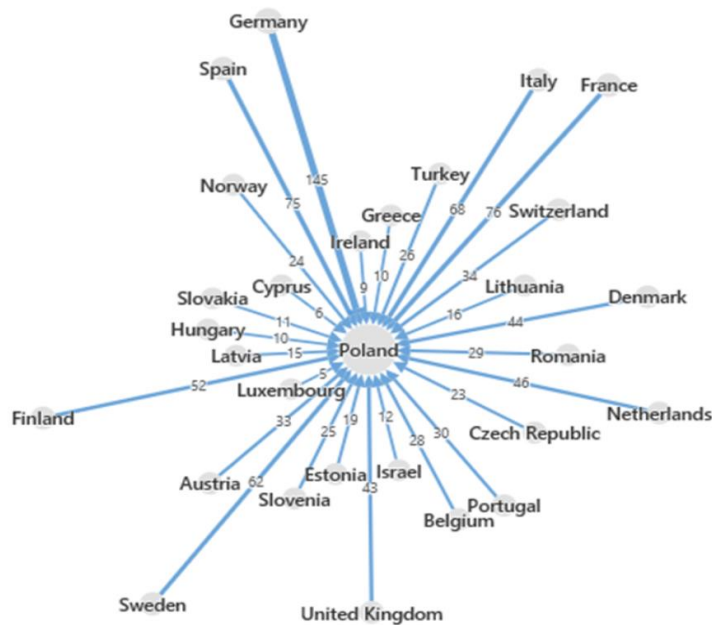 Germany
Spain
Italy
France
Turkey
145
Norway
75
68
76
Switzerland
Greece
Ireland
26
24
10
34
Cyprus
9
Lithuania
Slovakia
6
16
Denmark
11
44
Hungary
10
Poland
Latvia
15
29
Romania
5
46
52
Luxembourg
23
Finland
33
19
12
Netherlands
25
28
30
Czech Republic
Austria
62
Estonia
43
Israel
Slovenia
Portugal
Belgium
Sweden
United Kingdom